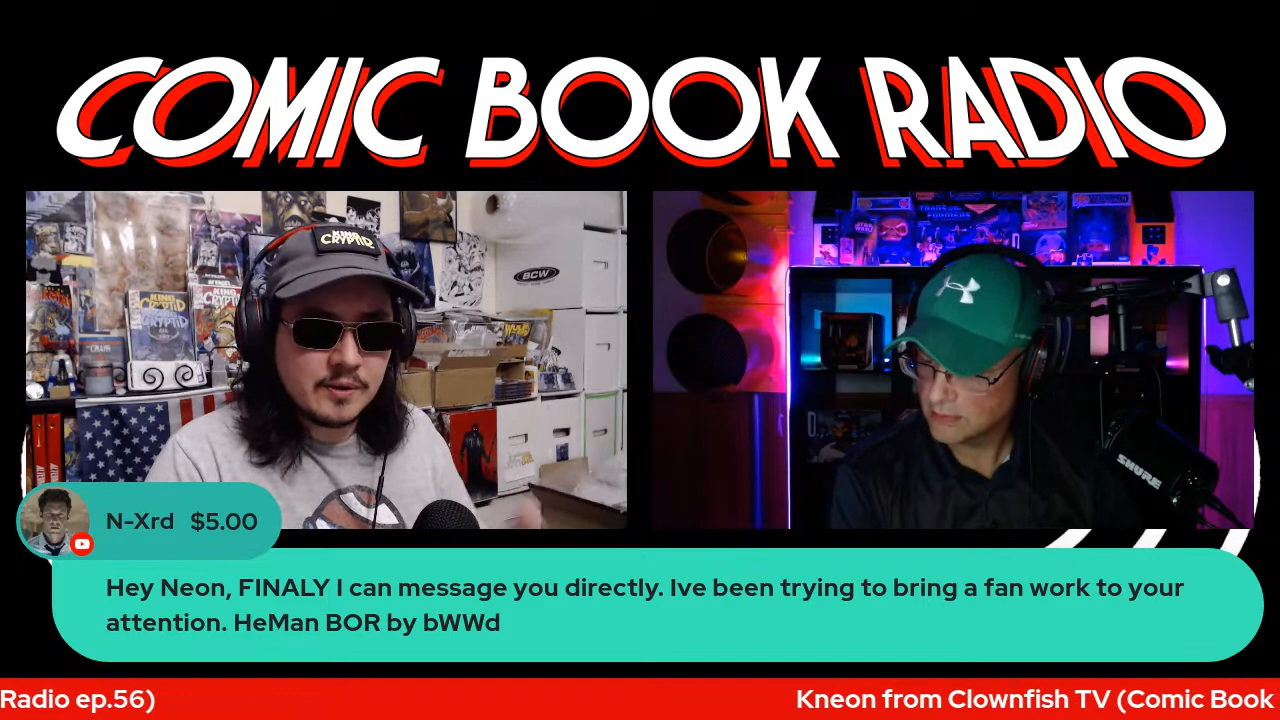 COMIC BOOK RADIO
KING
CRYPTID
BCW
KING
CRYPTID
SHURE
N-Xrd $5.00
Hey Neon, FINALY I can message you directly. Ive been trying to bring a fan work to your
attention. HeMan BOR by bWWd
Radio ep.56) Kneon from Clownfish TV (Comic Book